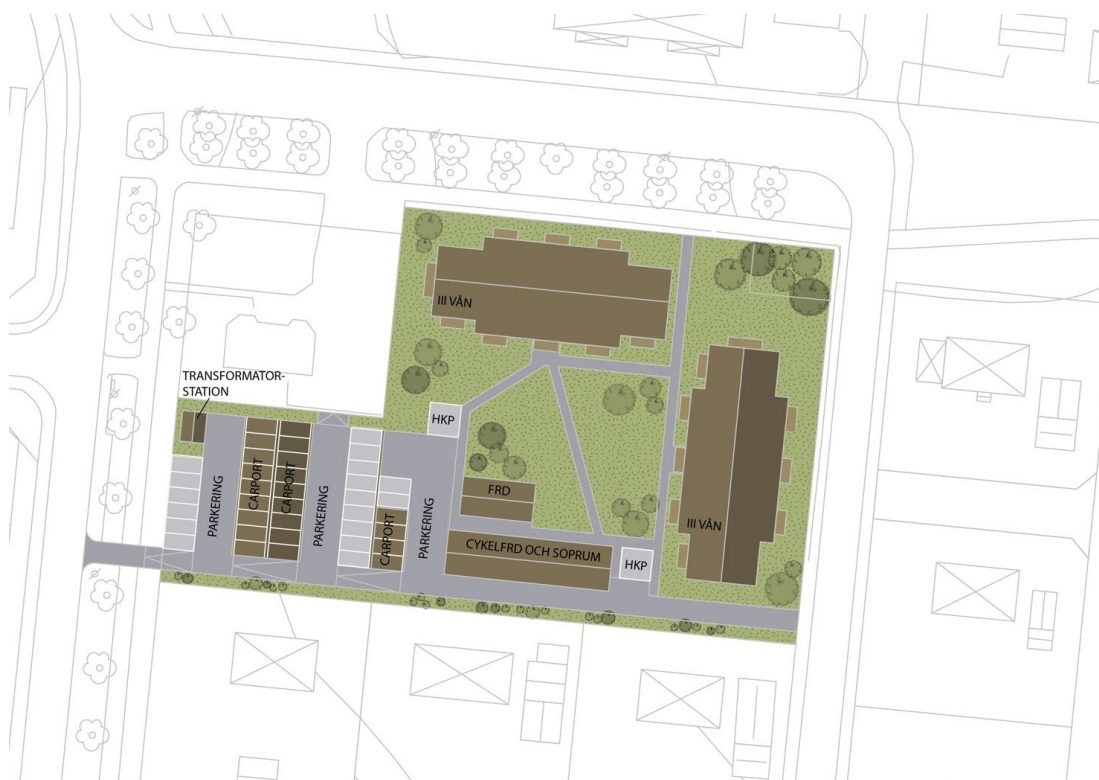 III VÅN
TRANSFORMATOR-
STATION
HKP
PARKERING
CARPORT
CARPORT
PARKERING
CARPORT
PARKERING
FRD
CYKELFRD OCH SOPRUM
HKP
III VÅN